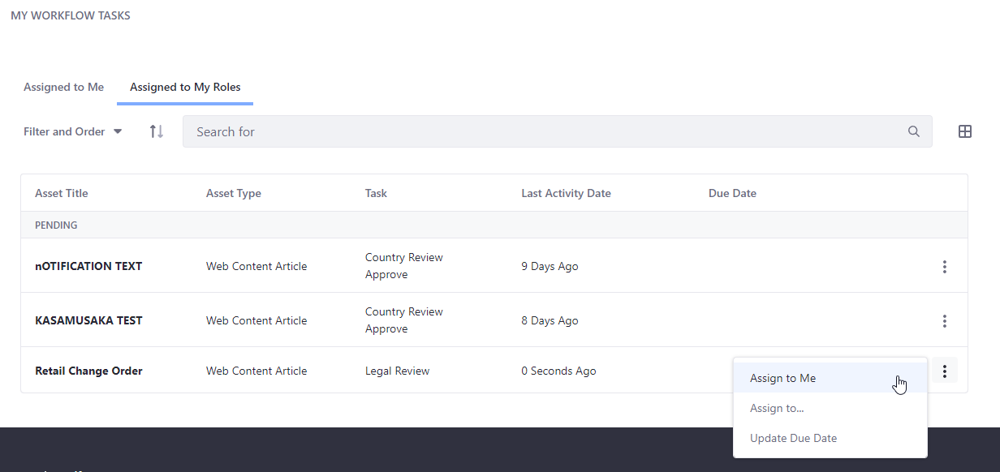 MY WORKFLOW TASKS
Assigned to Me
Assigned to My Roles
Filter and Order
Search for
Asset Title
Asset Type
Task
Last Activity Date
Due Date
PENDING
nOTIFICATION TEXT
Web Content Article
Country Review
Approve
9 Days Ago
KASAMUSAKA TEST
Web Content Article
Country Review
Approve
8 Days Ago
Retail Change Order
Web Content Article
Legal Review
0 Seconds Ago
Assign to Me
Assign to...
Update Due Date